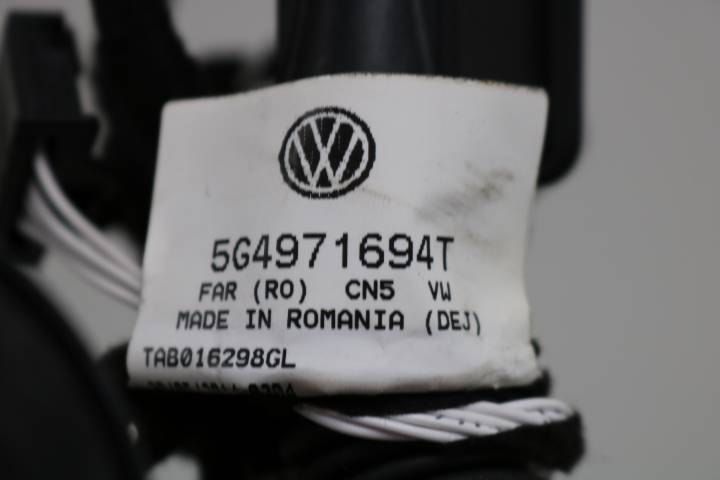 5G4971694T
FAR (RO) CN5 VW
MADE IN ROMANIA (DEJ)
TAB016298GL